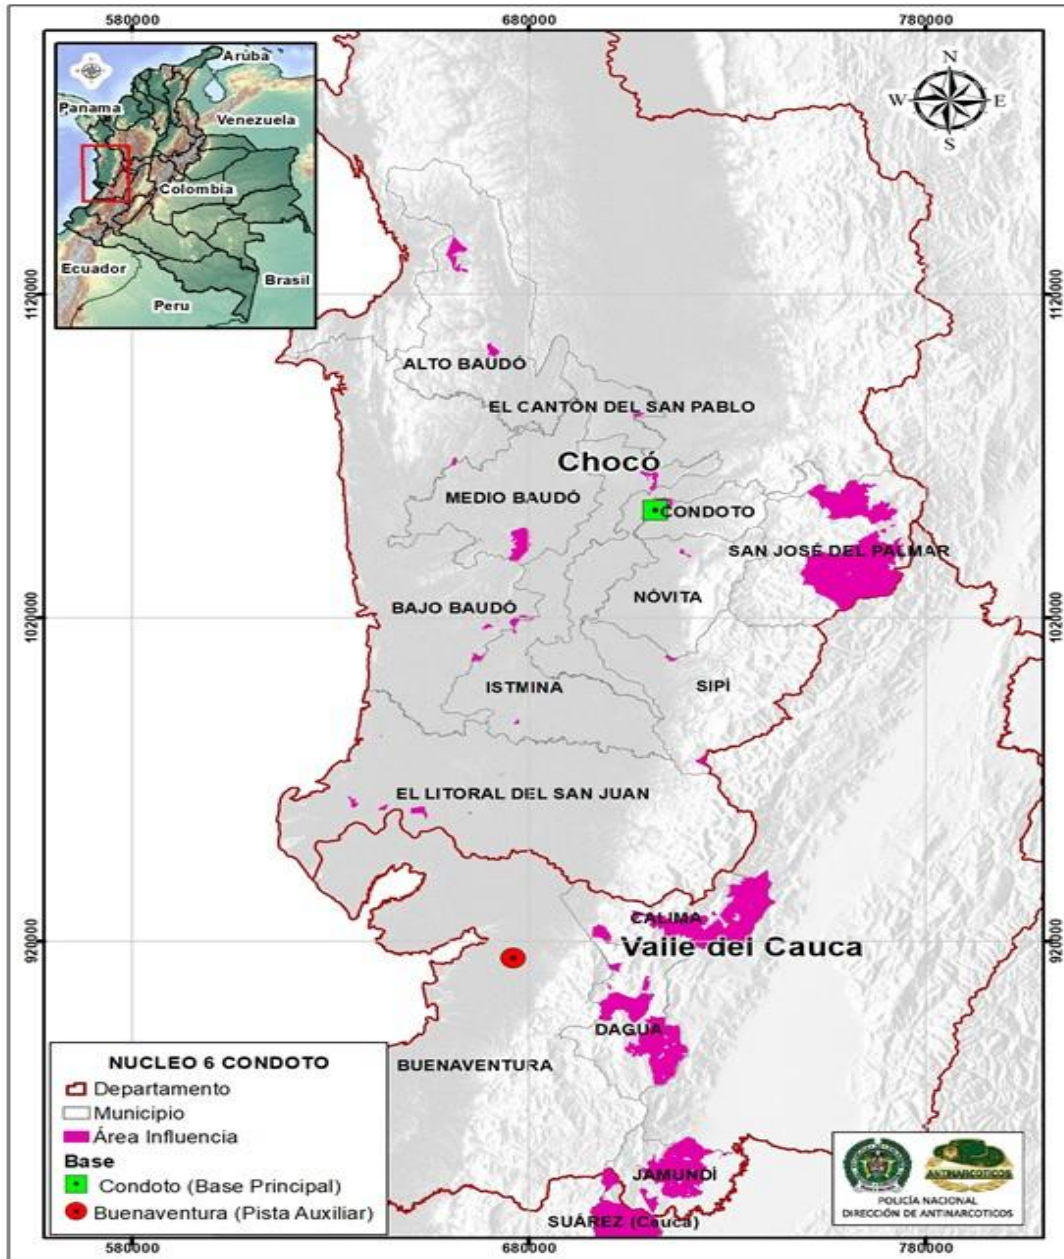 580000
680000
780000
Aruba
Panama
Venezuela
Colombia
Ecuador
Brasil
Peru
N
W
E
S
1120000
1120000
ALTO BAUDÓ
EL CANTÓN DEL SAN PABLO
Chocó
MEDIO BAUDÓ
CONDOTO
SAN JOSÉ DEL PALMAR
NÓVITA
BAJO BAUDÓ
1020000
1020000
ISTMINA
SIPÍ
EL LITORAL DEL SAN JUAN
CALIMA
920000
Valle del Cauca
920000
DAGUA
BUENAVENTURA
JAMUNDÍ
SUÁREZ (Cauca)
NUCLEO 6 CONDOTO
Departamento
Municipio
Área Influencia
Base
Condoto (Base Principal)
Buenaventura (Pista Auxiliar)
ANTINARCOTICOS
POLICÍA NACIONAL
DIRECCIÓN DE ANTINARCOTICOS
580000
680000
780000